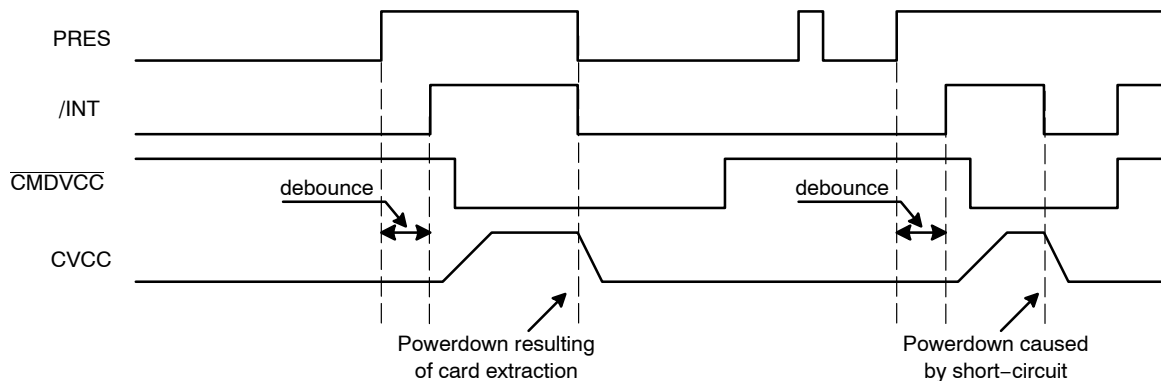 PRES
/INT
CMDVCC
debounce
debounce
CVCC
Powerdown resulting
of card extraction
Powerdown caused
by short−circuit